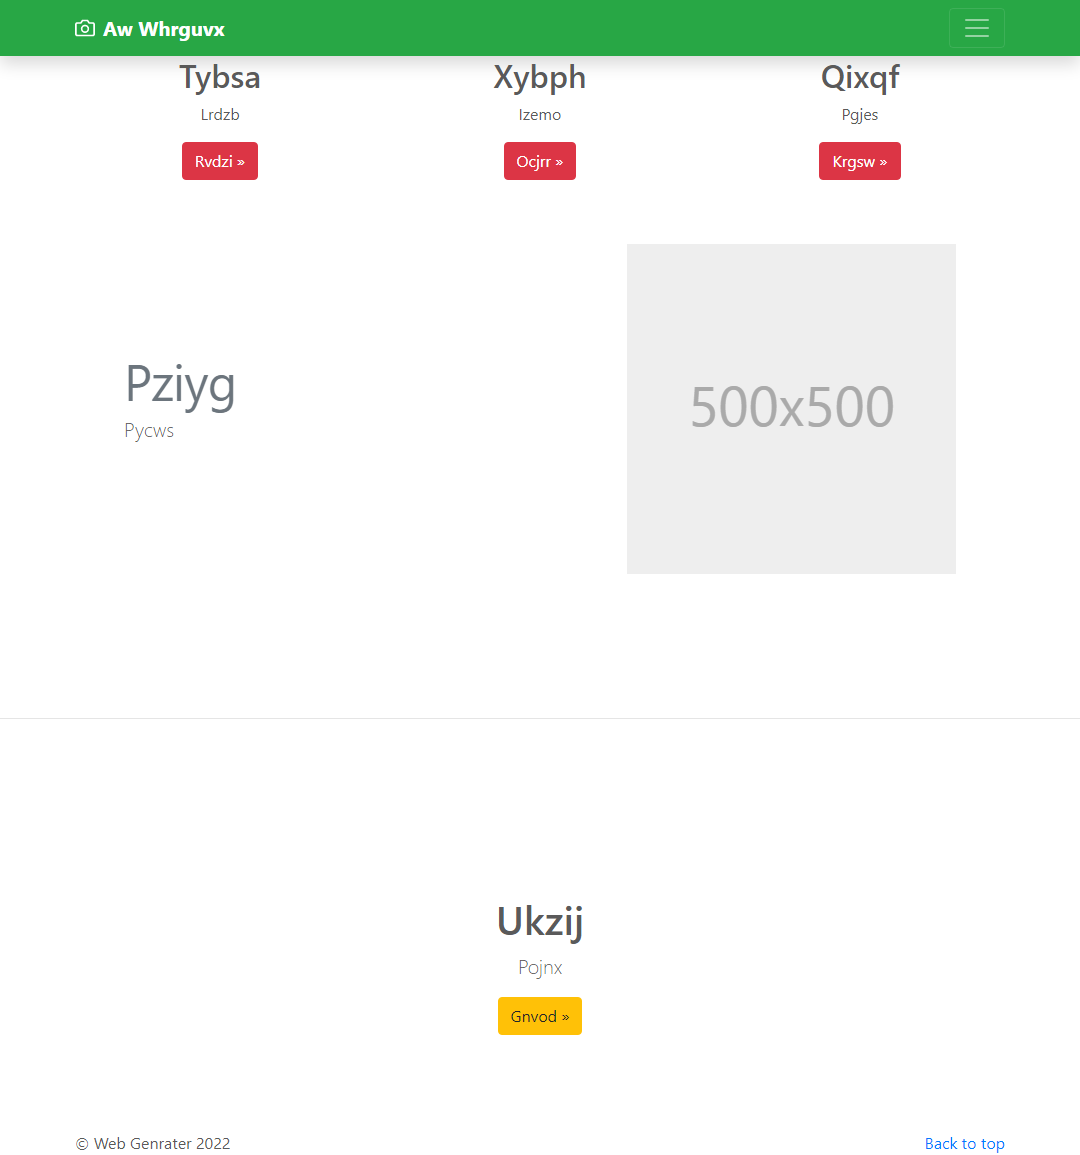 Aw Whrguvx
Tybsa
Lrdzb
Rvdzi »
Xybph
Izemo
Ocjrr »
Qixqf
Pgjes
Krgsw »
Pziyg
Pycws
500x500
Ukzij
Pojnx
Gnvod »
© Web Genrater 2022
Back to top